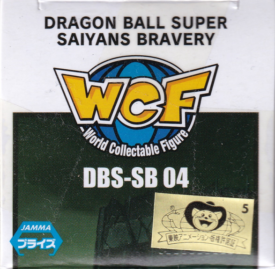 DRAGON BALL SUPER
SAIYANS BRAVERY
WCF
World Collectable Figure
DBS-SB 04
JAMMA
プライズ
5